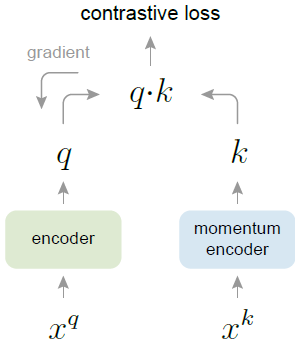 contrastive loss
gradient
q·k
q k
encoder
momentum
encoder
x^q x^k